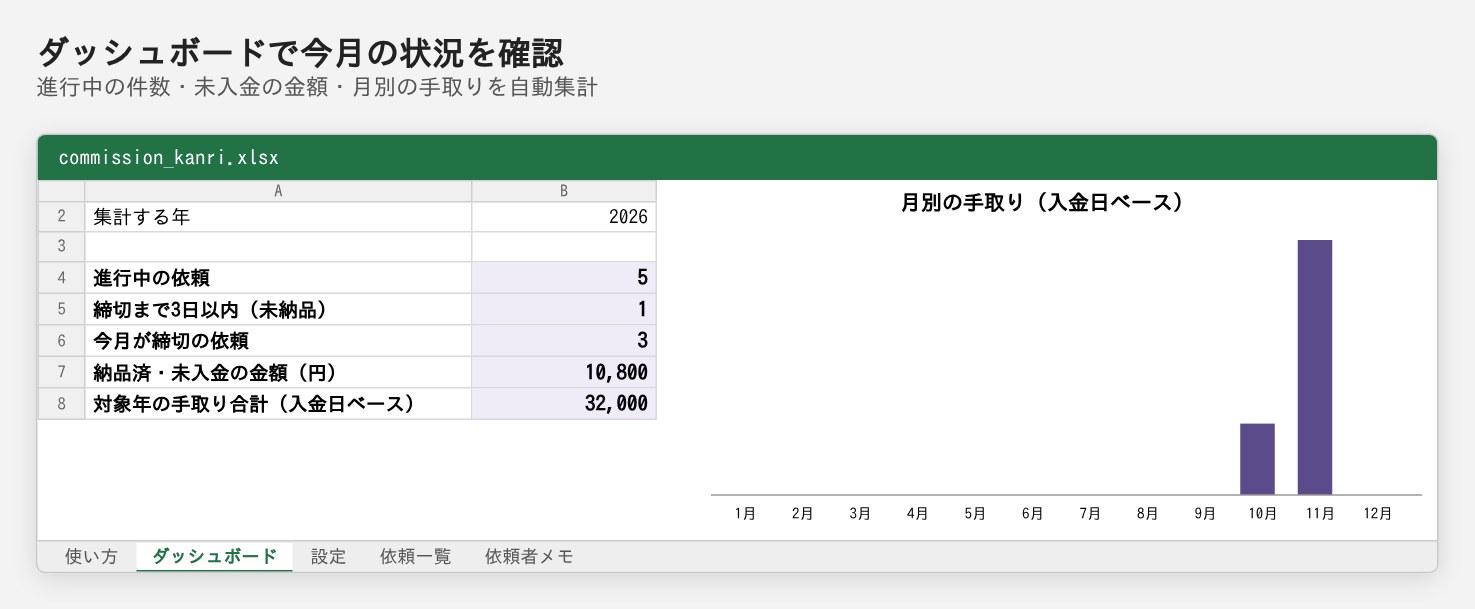 ダッシュボードで今月の状況を確認
進行中の件数・未入金の金額・月別の手取りを自動集計
commission_kanri.xlsx
A B
2 集計する年 2026
3
4 進行中の依頼 5
5 締切まで3日以内（未納品） 1
6 今月が締切の依頼 3
7 納品済・未入金の金額（円） 10,800
8 対象年の手取り合計（入金日ベース） 32,000
月別の手取り（入金日ベース）
1月 2月 3月 4月 5月 6月 7月 8月 9月 10月 11月 12月
使い方 ダッシュボード 設定 依頼一覧 依頼者メモ